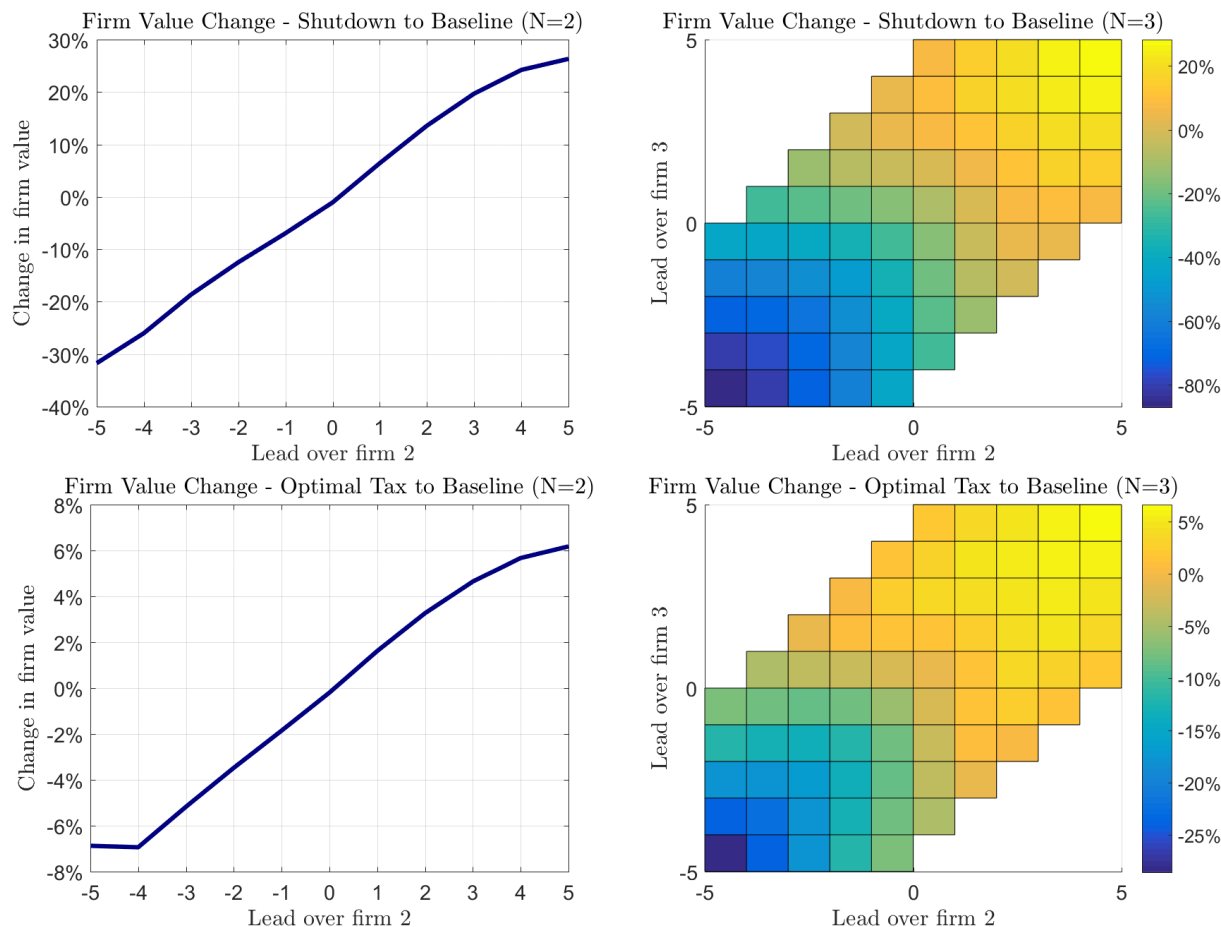 Firm Value Change - Shutdown to Baseline (N=2)
30%
20%
10%
0%
-10%
-20%
-30%
-40%
Change in firm value
-5 -4 -3 -2 -1 0 1 2 3 4 5
Lead over firm 2
Firm Value Change - Shutdown to Baseline (N=3)
5
0
-5
Lead over firm 3
-5 0 5
Lead over firm 2
20%
0%
-20%
-40%
-60%
-80%
Firm Value Change - Optimal Tax to Baseline (N=2)
8%
6%
4%
2%
0%
-2%
-4%
-6%
-8%
Change in firm value
-5 -4 -3 -2 -1 0 1 2 3 4 5
Lead over firm 2
Firm Value Change - Optimal Tax to Baseline (N=3)
5
0
-5
Lead over firm 3
-5 0 5
Lead over firm 2
5%
0%
-5%
-10%
-15%
-20%
-25%